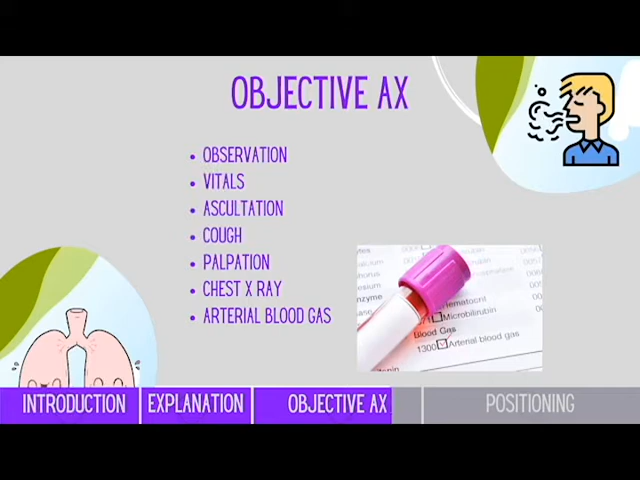 OBJECTIVE AX
• OBSERVATION
• VITALS
• ASCULTATION
• COUGH
• PALPATION
• CHEST X RAY
• ARTERIAL BLOOD GAS
Microbilirubin
Blood Gas
1300 Arterial blood gas
INTRODUCTION
EXPLANATION
OBJECTIVE AX
POSITIONING